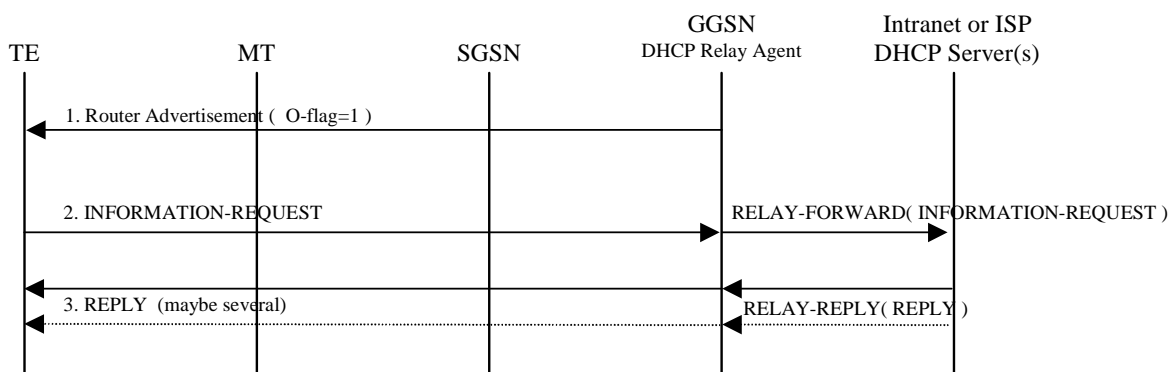 GGSN
Intranet or ISP
TE
MT
SGSN
DHCP Relay Agent
DHCP Server(s)
1. Router Advertisement ( O-flag=1 )
2. INFORMATION-REQUEST
RELAY-FORWARD( INFORMATION-REQUEST )
3. REPLY (maybe several)
RELAY-REPLY( REPLY )